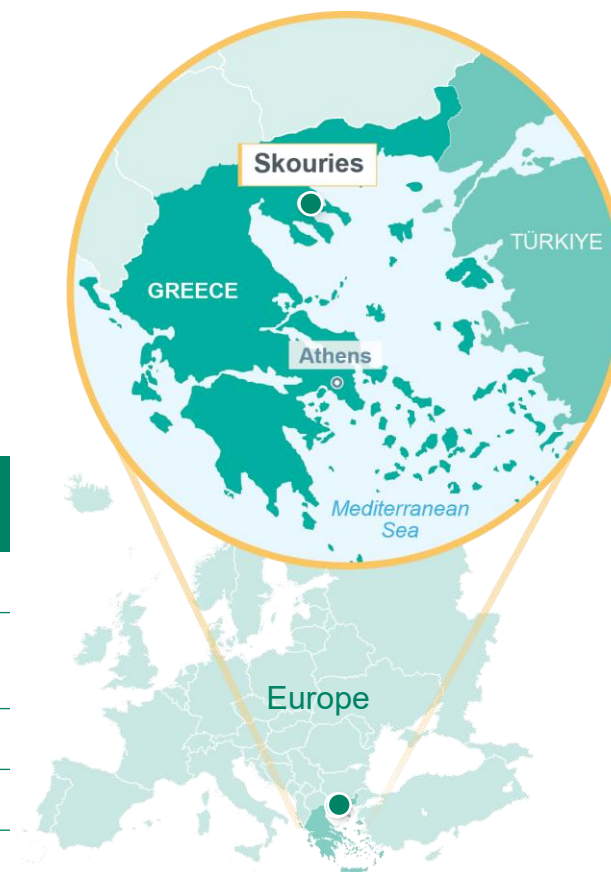 Skouries
TÜRKIYE
GREECE
Athens
Mediterranean
Sea
Europe